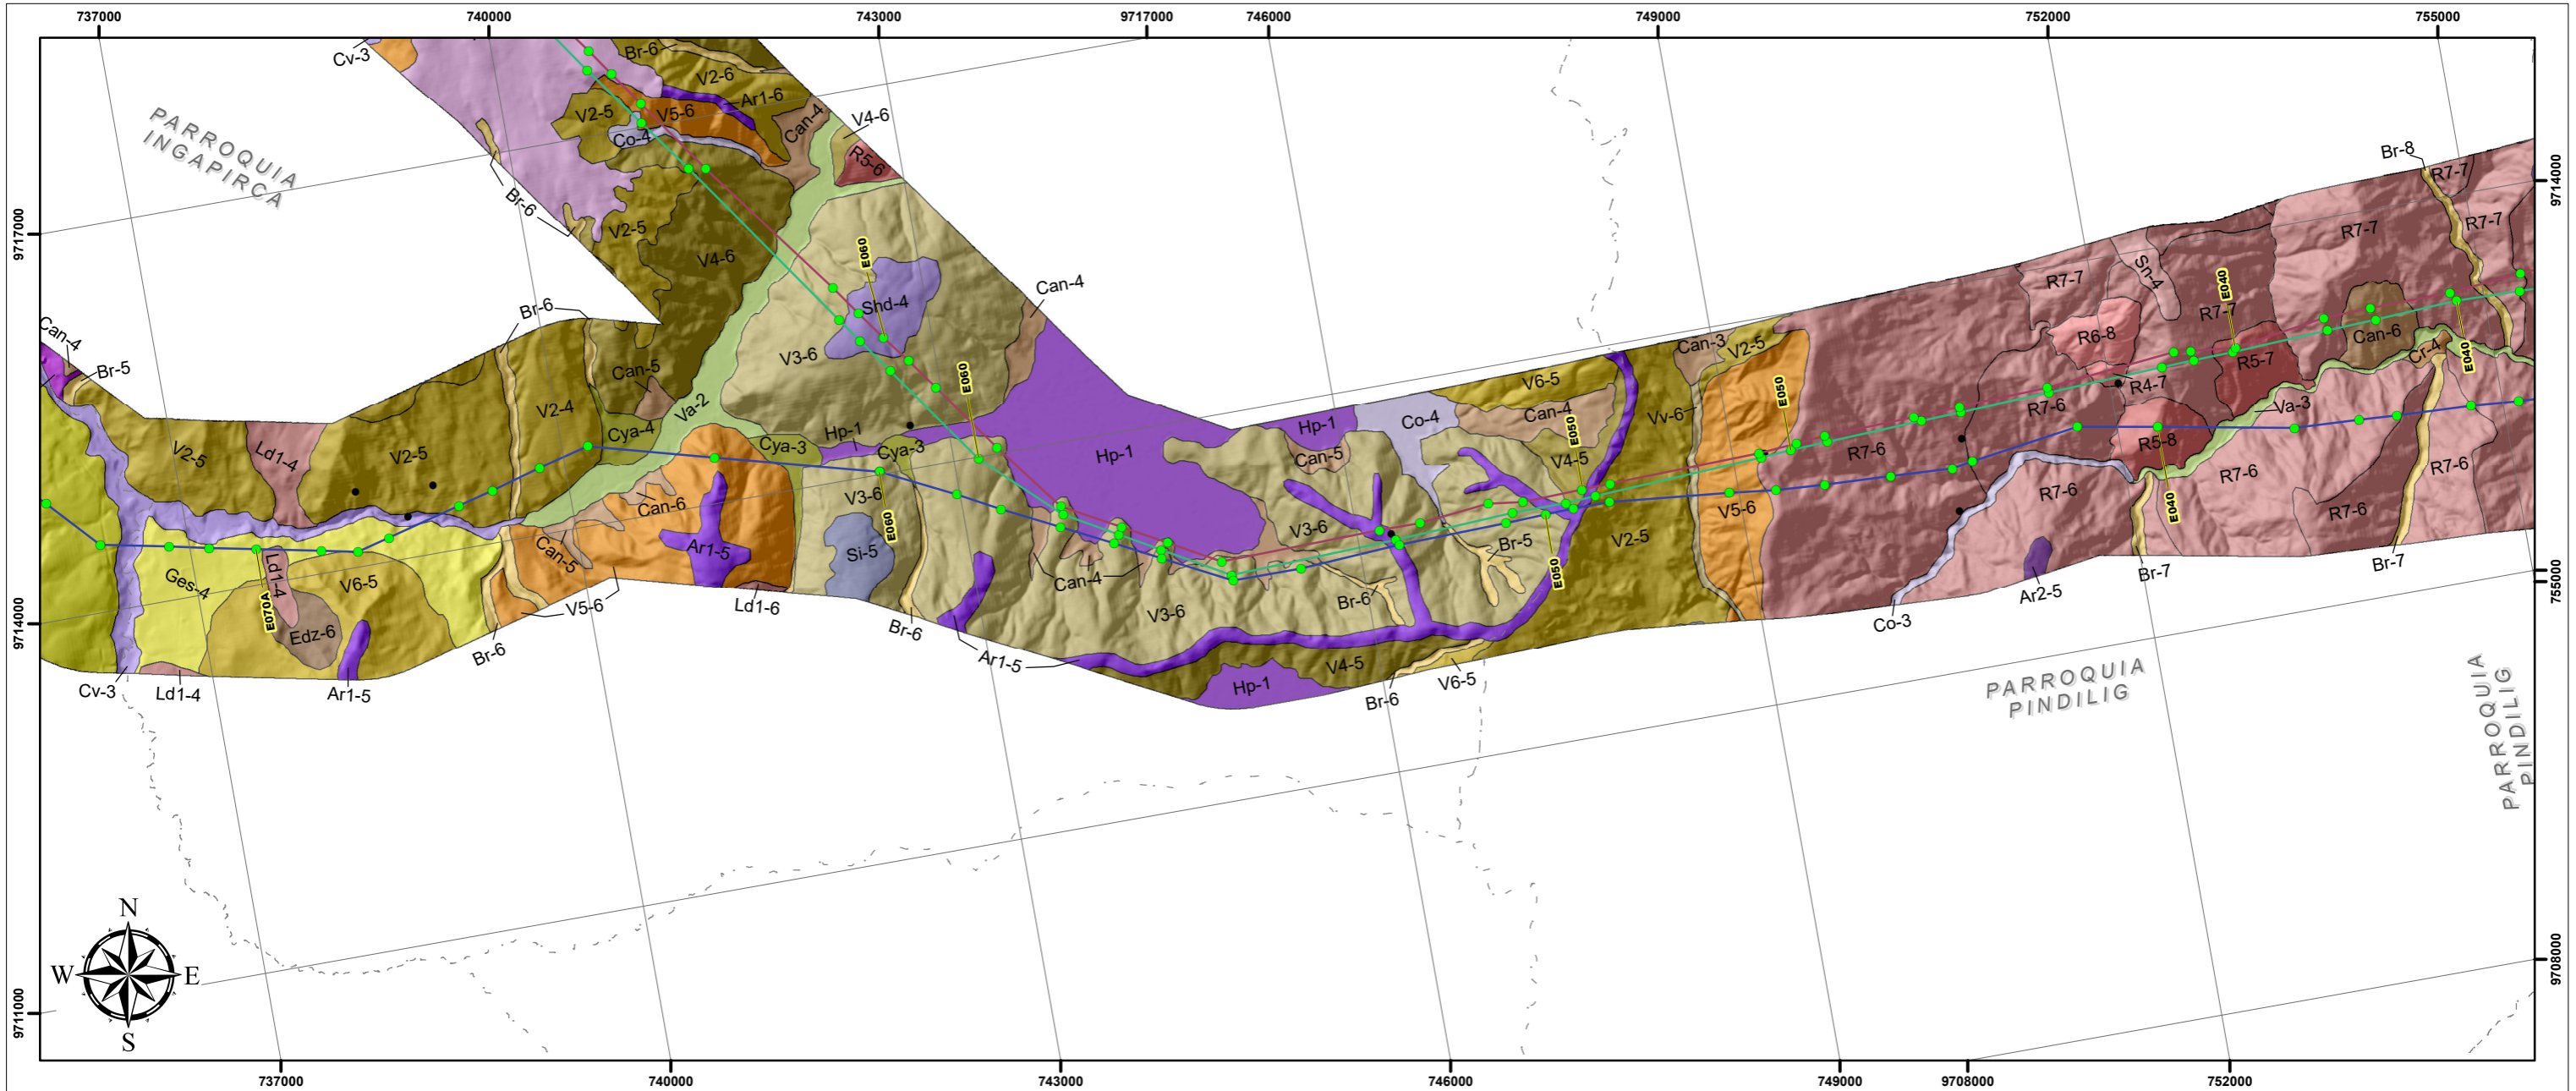 737000
740000
743000
9717000
746000
749000
752000
755000
Cv-3
Br-6
V2-6
Ar1-6
V2-5
V5-6
Co-4
Can-4
V4-6
R5-6
PARROQUIA
INGAPIRCA
Br-6
V2-5
V4-6
E060
Shd-4
V3-6
Can-4
Br-8
R7-7
R7-7
R7-7
R7-7
Sn-4
E040
R7-7
R6-8
R4-7
R5-7
Can-6
Cr-4
E040
9717000
9714000
Can-4
Br-5
Br-6
V2-5
Ld1-4
V2-5
V2-4
Can-5
Cya-4
Va-2
Cya-3
Hp-1
Cya-3
E060
Hp-1
Hp-1
Can-5
Co-4
V6-5
Can-4
E050
V4-5
Can-3
V2-5
Vv-6
E050
R7-6
R7-6
R5-8
Va-3
R7-6
R7-6
R7-6
R7-6
E040
Can-6
Can-5
Ar1-5
V3-6
Si-5
E060
V3-6
Br-5
V2-5
V5-6
Ges-4
Ld1-4
E070A
V6-5
Edz-6
V5-6
Ld1-6
Can-4
V3-6
Br-6
E050
Br-7
Br-7
Ar2-5
Co-3
755000
9714000
Cv-3
Ld1-4
Ar1-5
Br-6
Br-6
Ar1-5
Hp-1
V4-5
Br-6
V6-5
PARROQUIA
PINDILIG
PARROQUIA
PINDILIG
N
W
E
S
9711000
9708000
737000
740000
743000
746000
749000
9708000
752000